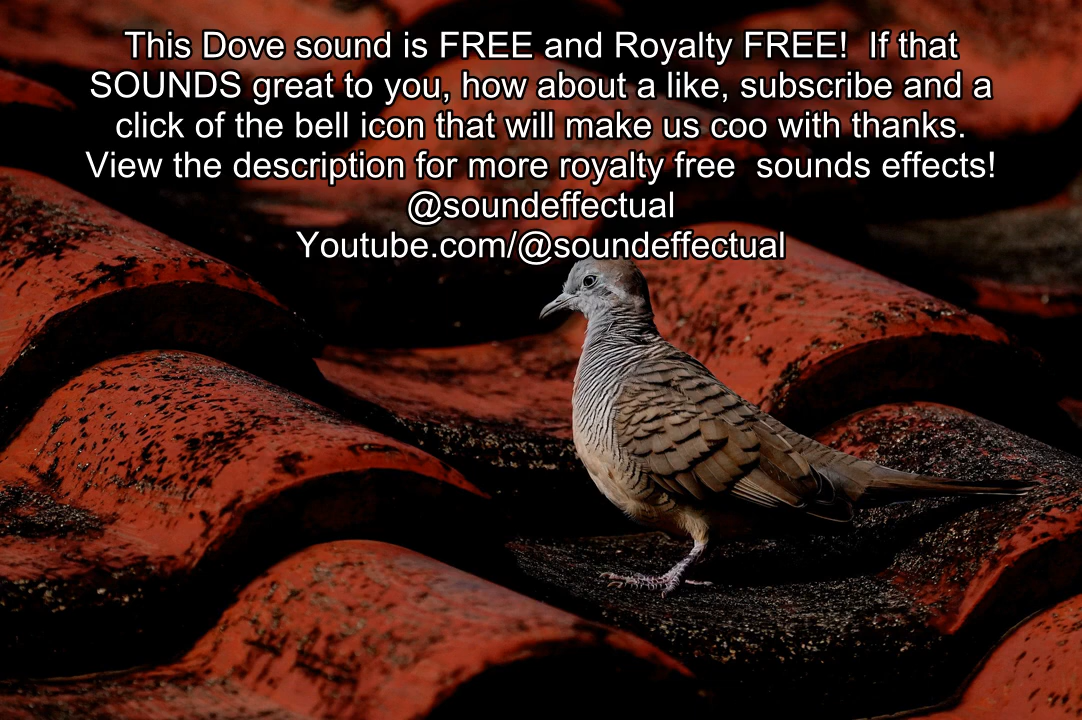 This Dove sound is FREE and Royalty FREE!  If that
SOUNDS great to you, how about a like, subscribe and a
click of the bell icon that will make us coo with thanks.
View the description for more royalty free  sounds effects!
@soundeffectual
Youtube.com/@soundeffectual